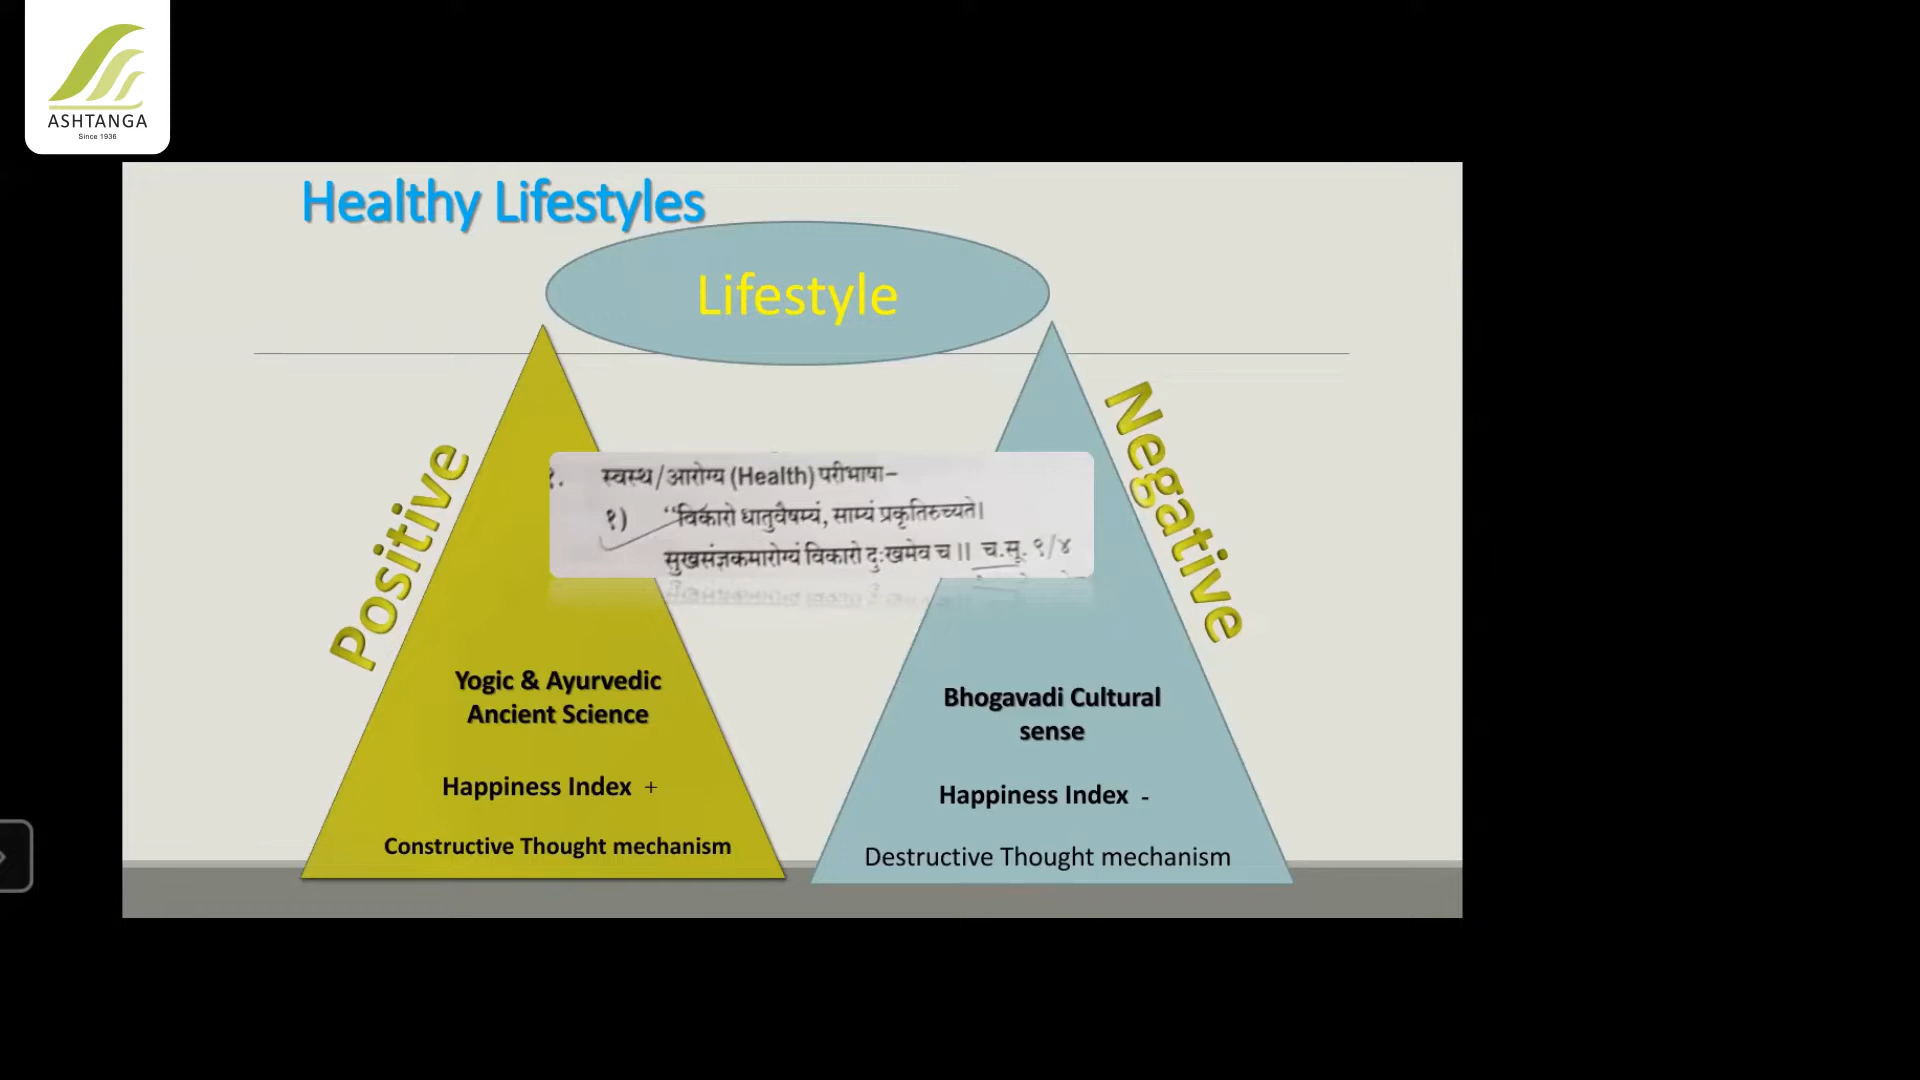 ASHTANGA
Since 1936
Healthy Lifestyles
Lifestyle
Positive
Negative
१. स्वस्थ/आरोग्य (Health) परीभाषा–
१) “विकारो धातुवैषम्यं, साम्यं प्रकृतिरुच्यते।
सुखसंज्ञकमारोग्यं विकारो दुःखमेव च।। च.सू. ९/४
Yogic & Ayurvedic
Ancient Science
Happiness Index +
Constructive Thought mechanism
Bhogavadi Cultural
sense
Happiness Index -
Destructive Thought mechanism